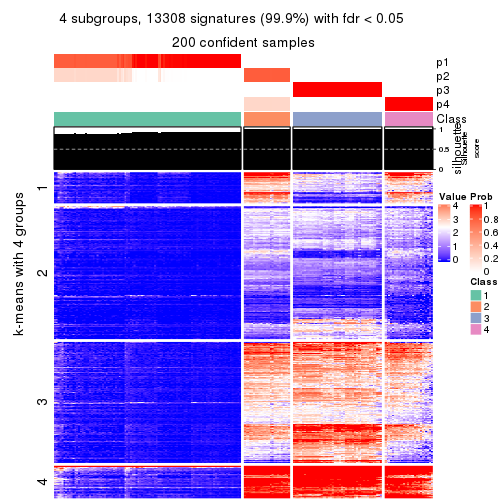 4 subgroups, 13308 signatures (99.9%) with fdr < 0.05
200 confident samples
p1
p2
p3
p4
Class
silhouette
Silhouette
score
1
0.5
0
k-means with 4 groups
1
2
3
4
Value
4
3
2
1
0
Prob
1
0.8
0.6
0.4
0.2
0
Class
1
2
3
4